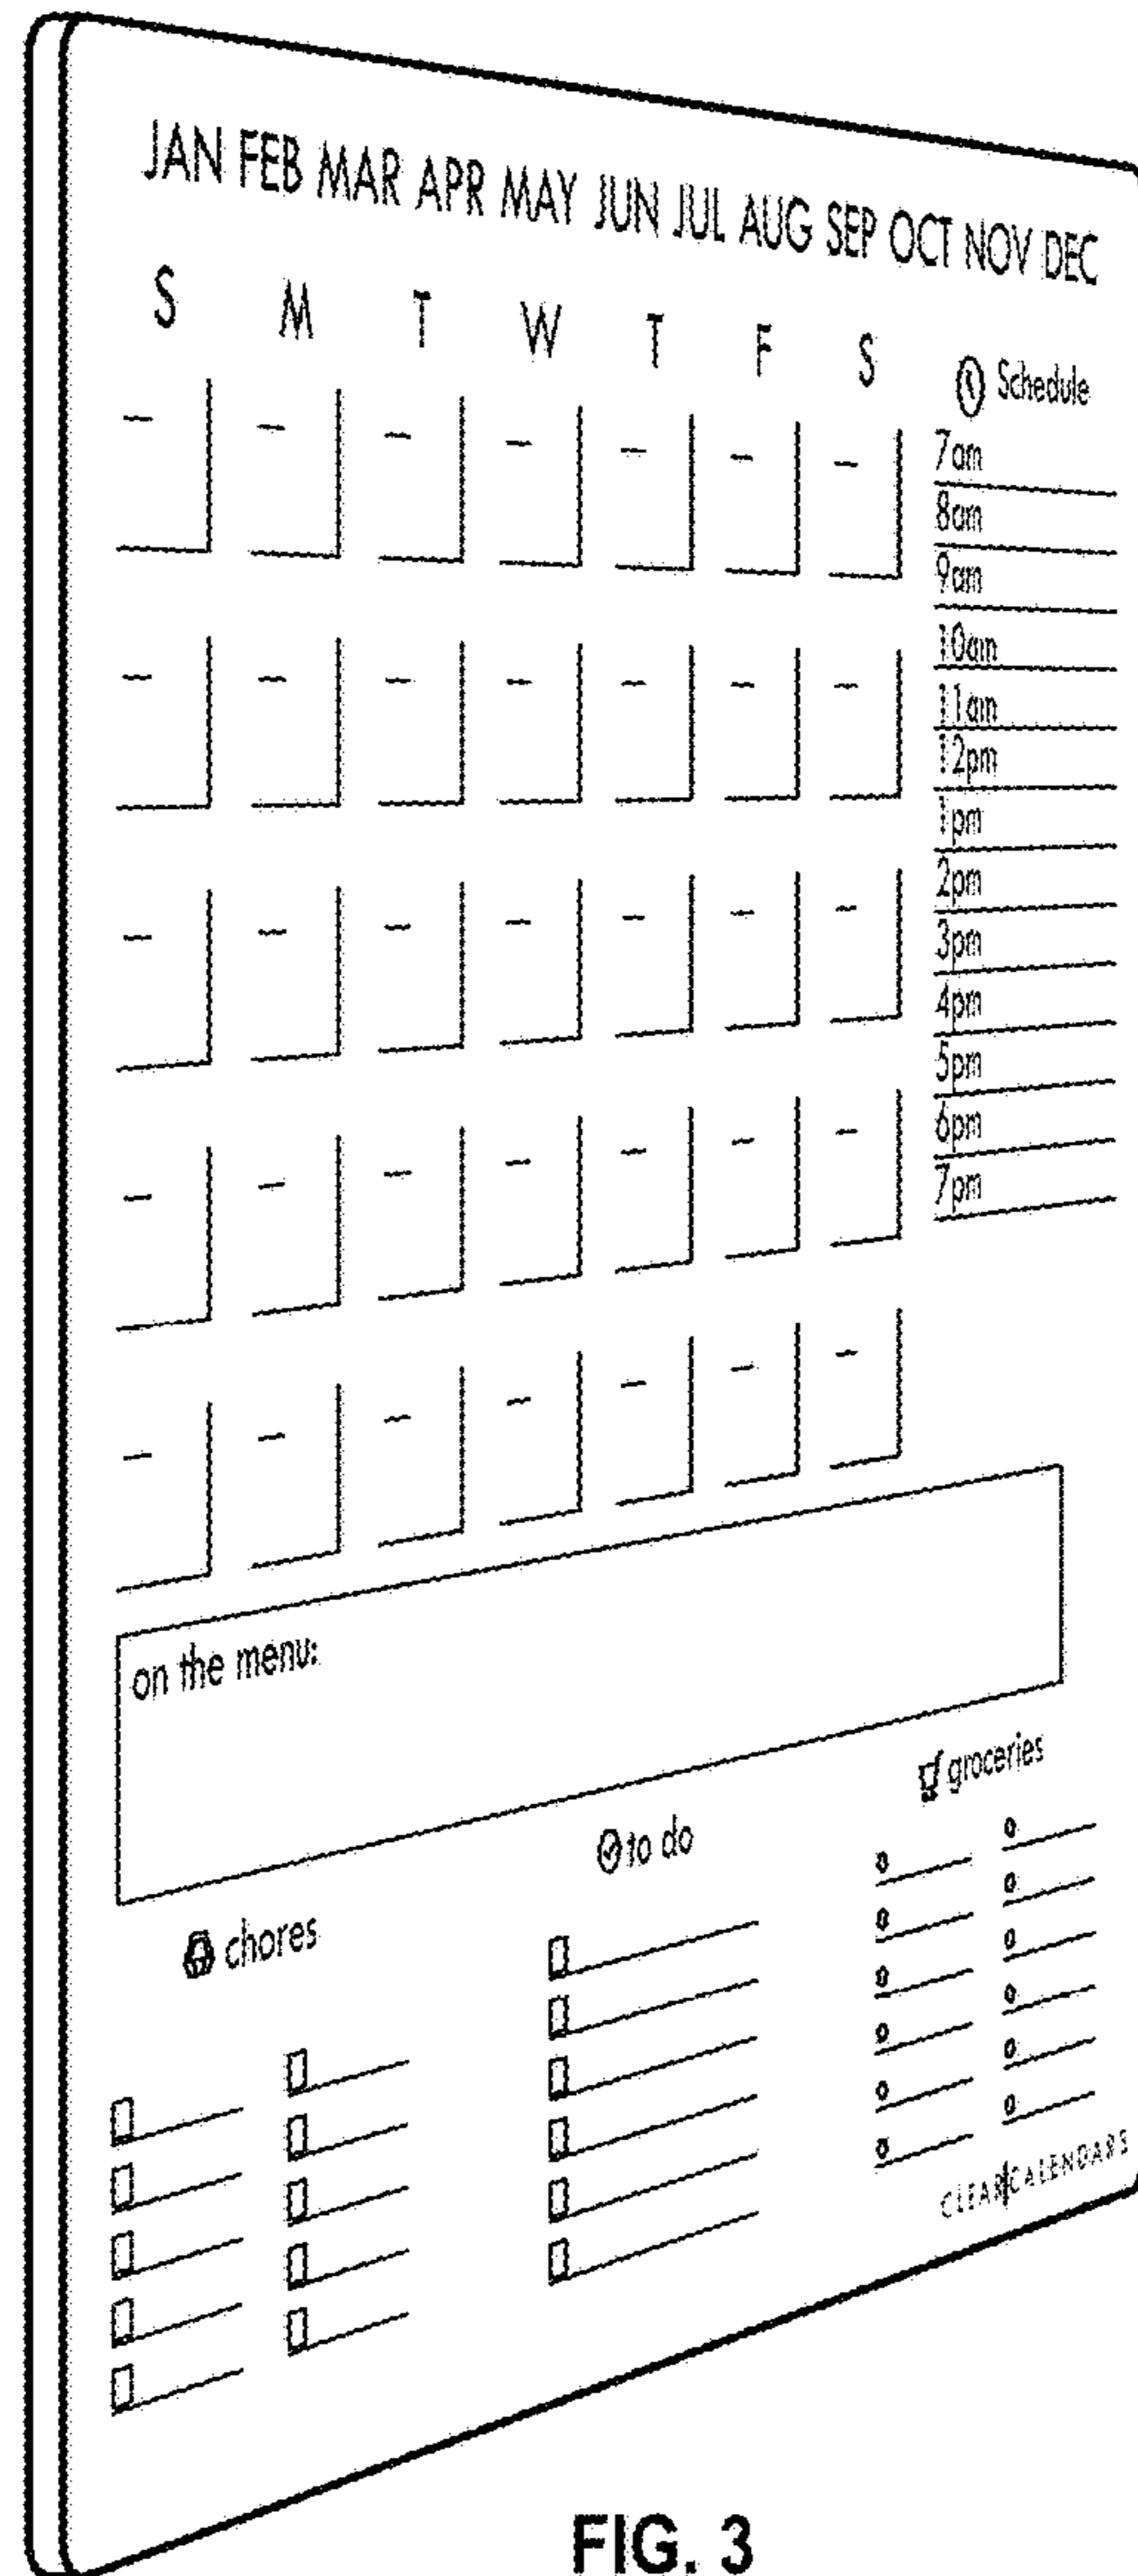 JAN FEB MAR APR MAY JUN JUL AUG SEP OCT NOV DEC
S M T W T F S
Schedule
7am
8am
9am
10am
11am
12pm
1pm
2pm
3pm
4pm
5pm
6pm
7pm
on the menu:
chores
to do
groceries
CLEAR|CALENDARS
FIG. 3